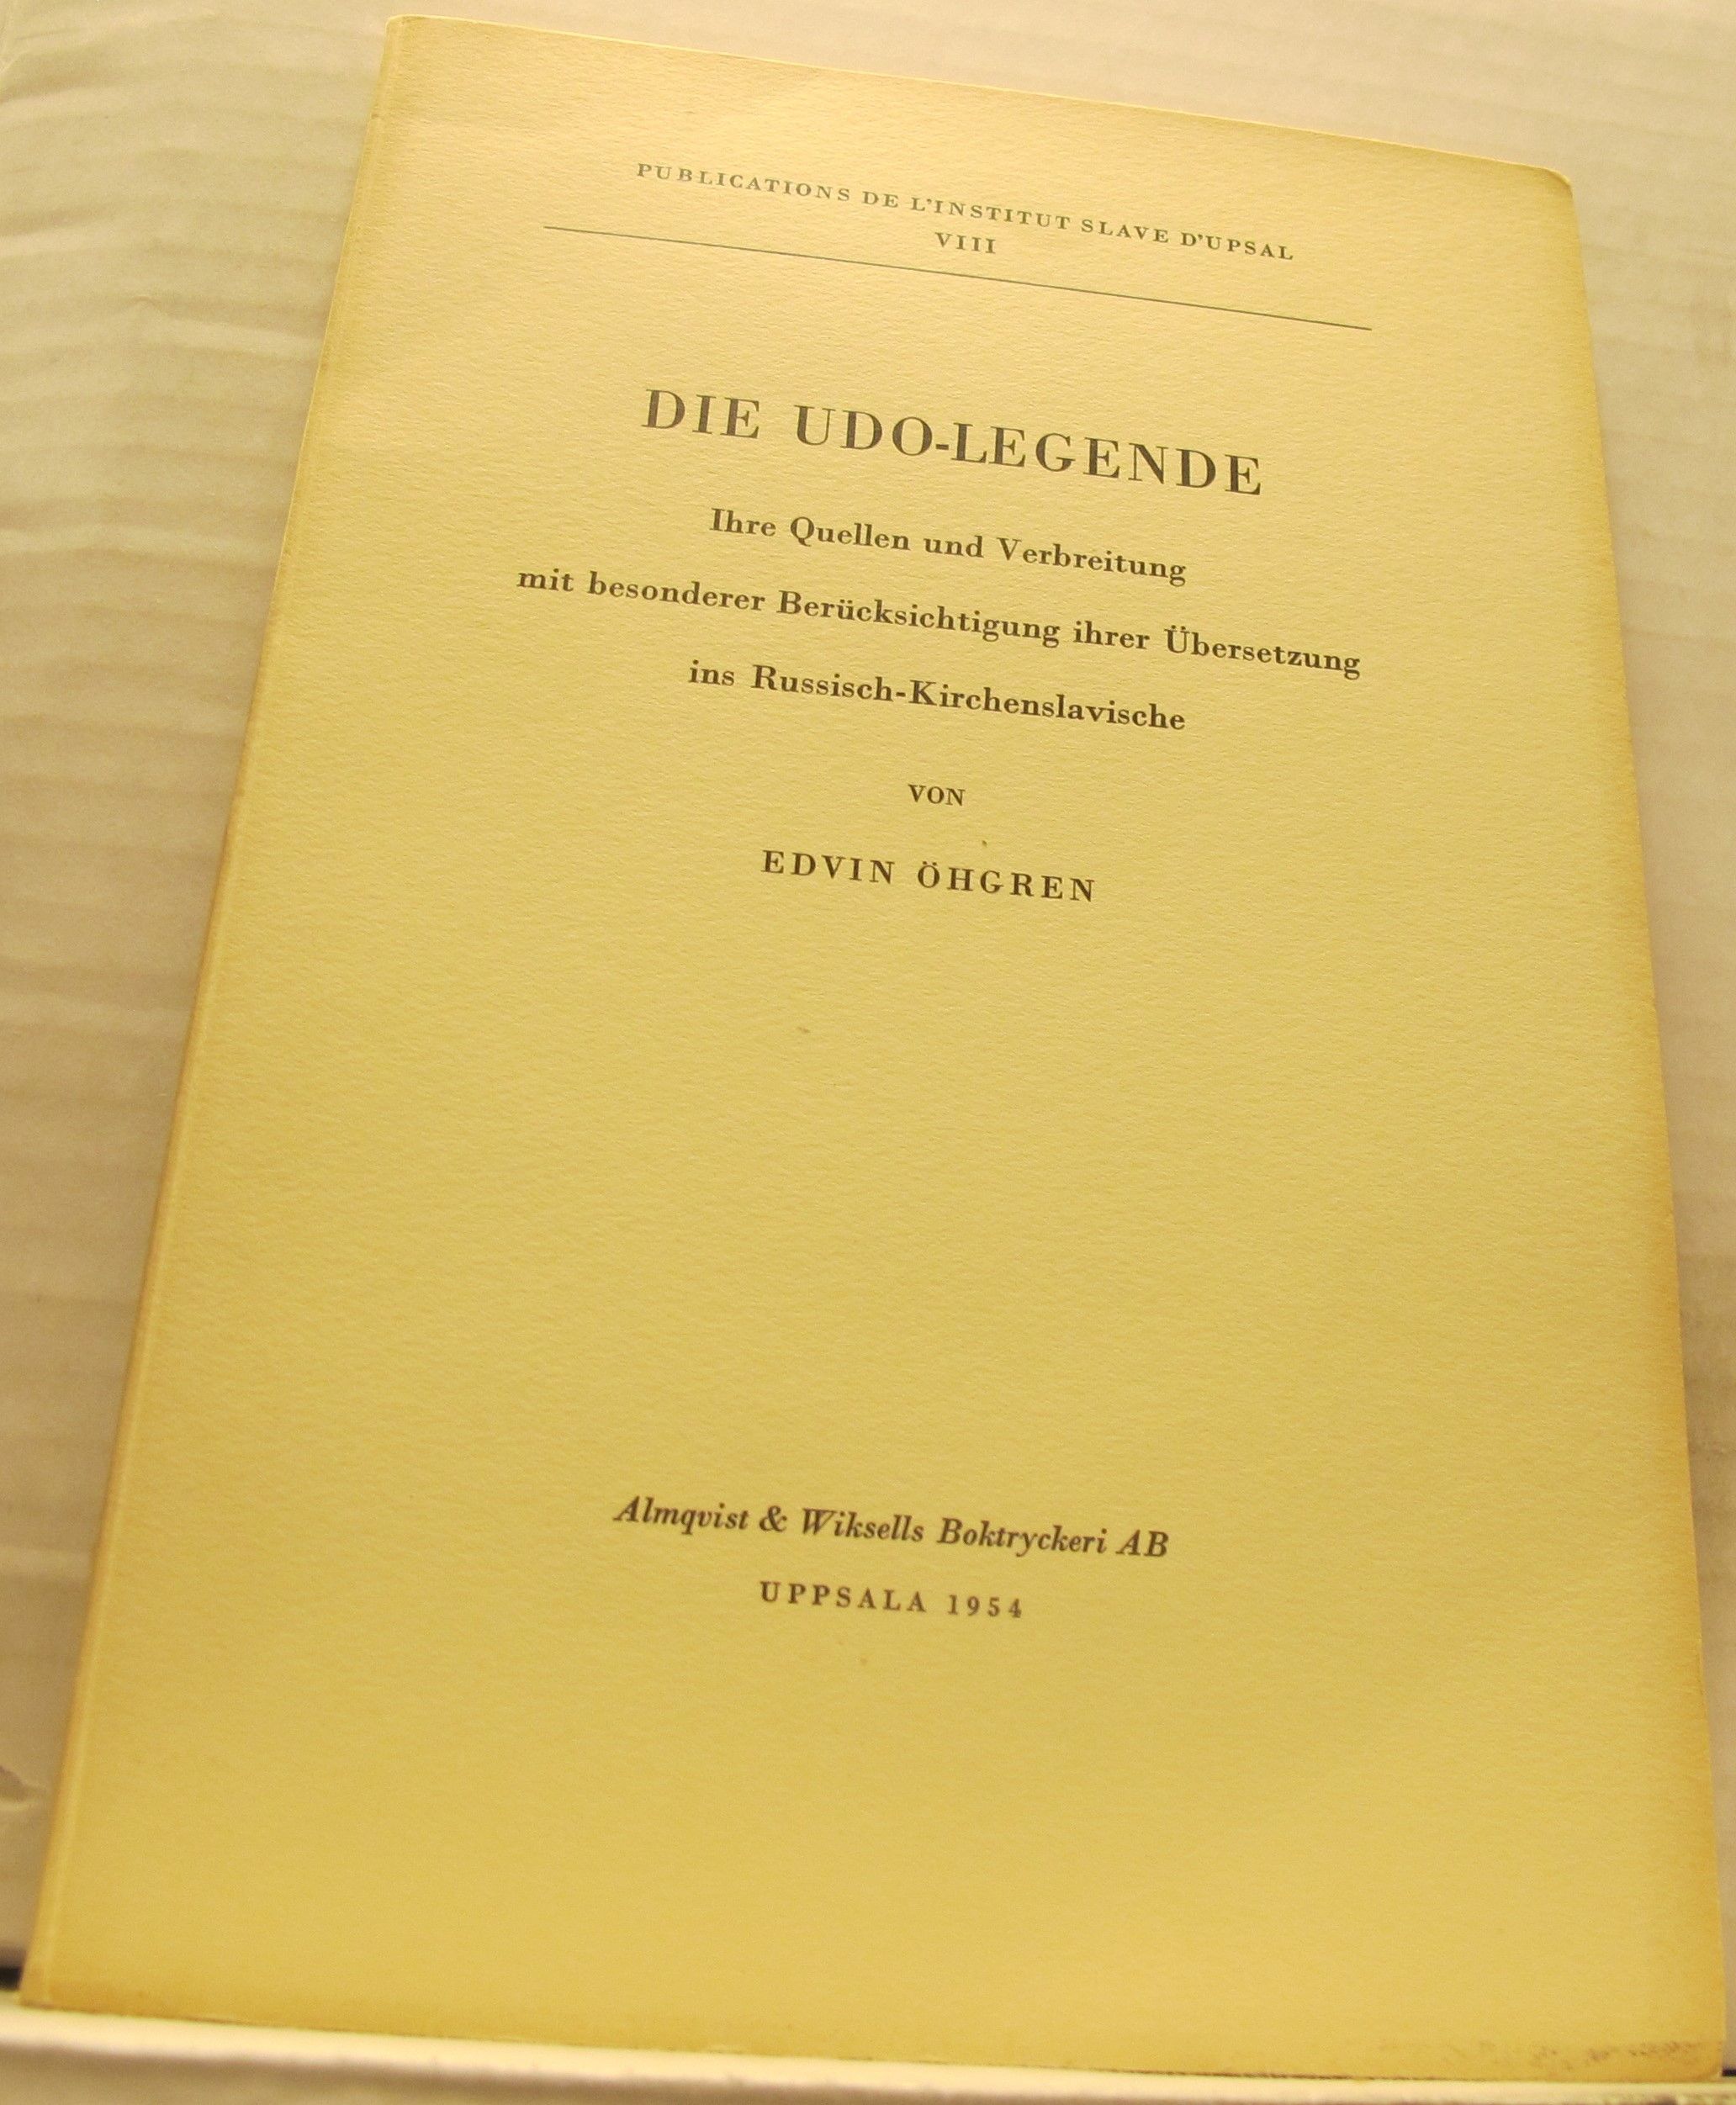 PUBLICATIONS DE L'INSTITUT SLAVE D'UPSAL
VIII
DIE UDO-LEGENDE
Ihre Quellen und Verbreitung
mit besonderer Berücksichtigung ihrer Übersetzung
ins Russisch-Kirchenslavische
VON
EDVIN ÖHGREN
Almqvist & Wiksells Boktryckeri AB
UPPSALA 1954